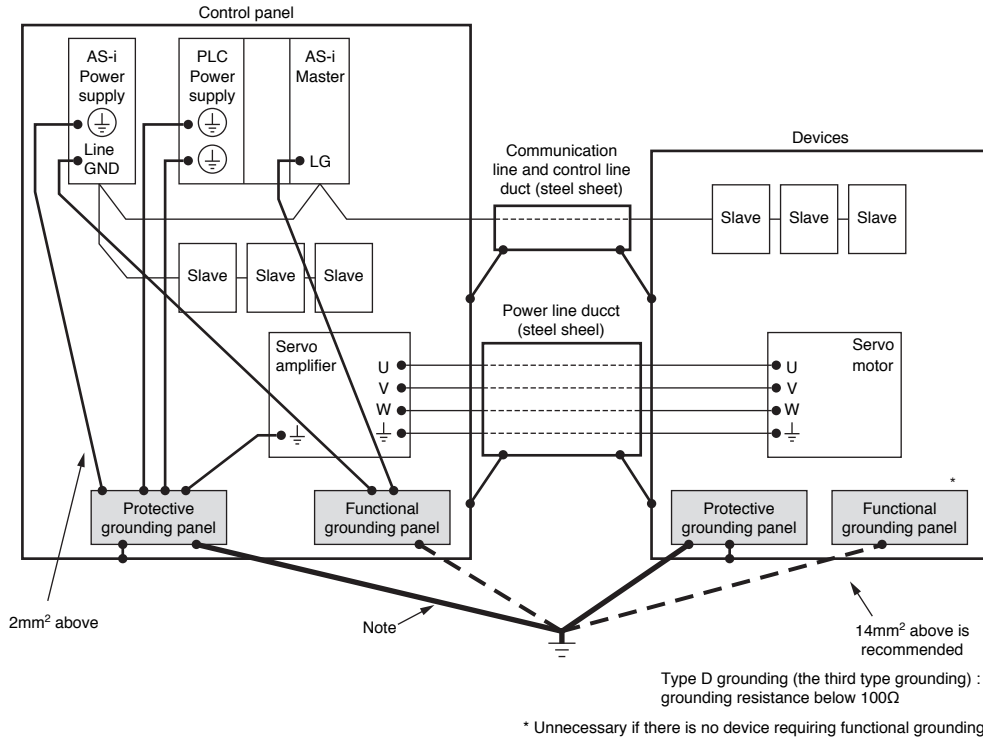 Control panel
AS-i
Power
supply
Line
GND
PLC
Power
supply
AS-i
Master
LG
Communication
line and control line
duct (steel sheet)
Devices
Slave
Slave
Slave
Slave
Slave
Slave
Power line ducct
(steel sheel)
Servo
amplifier
U
V
W
U
V
W
Servo
motor
Protective
grounding panel
Functional
grounding panel
Protective
grounding panel
*
Functional
grounding panel
2mm² above
Note
14mm² above is
recommended
Type D grounding (the third type grounding) :
grounding resistance below 100Ω
* Unnecessary if there is no device requiring functional grounding